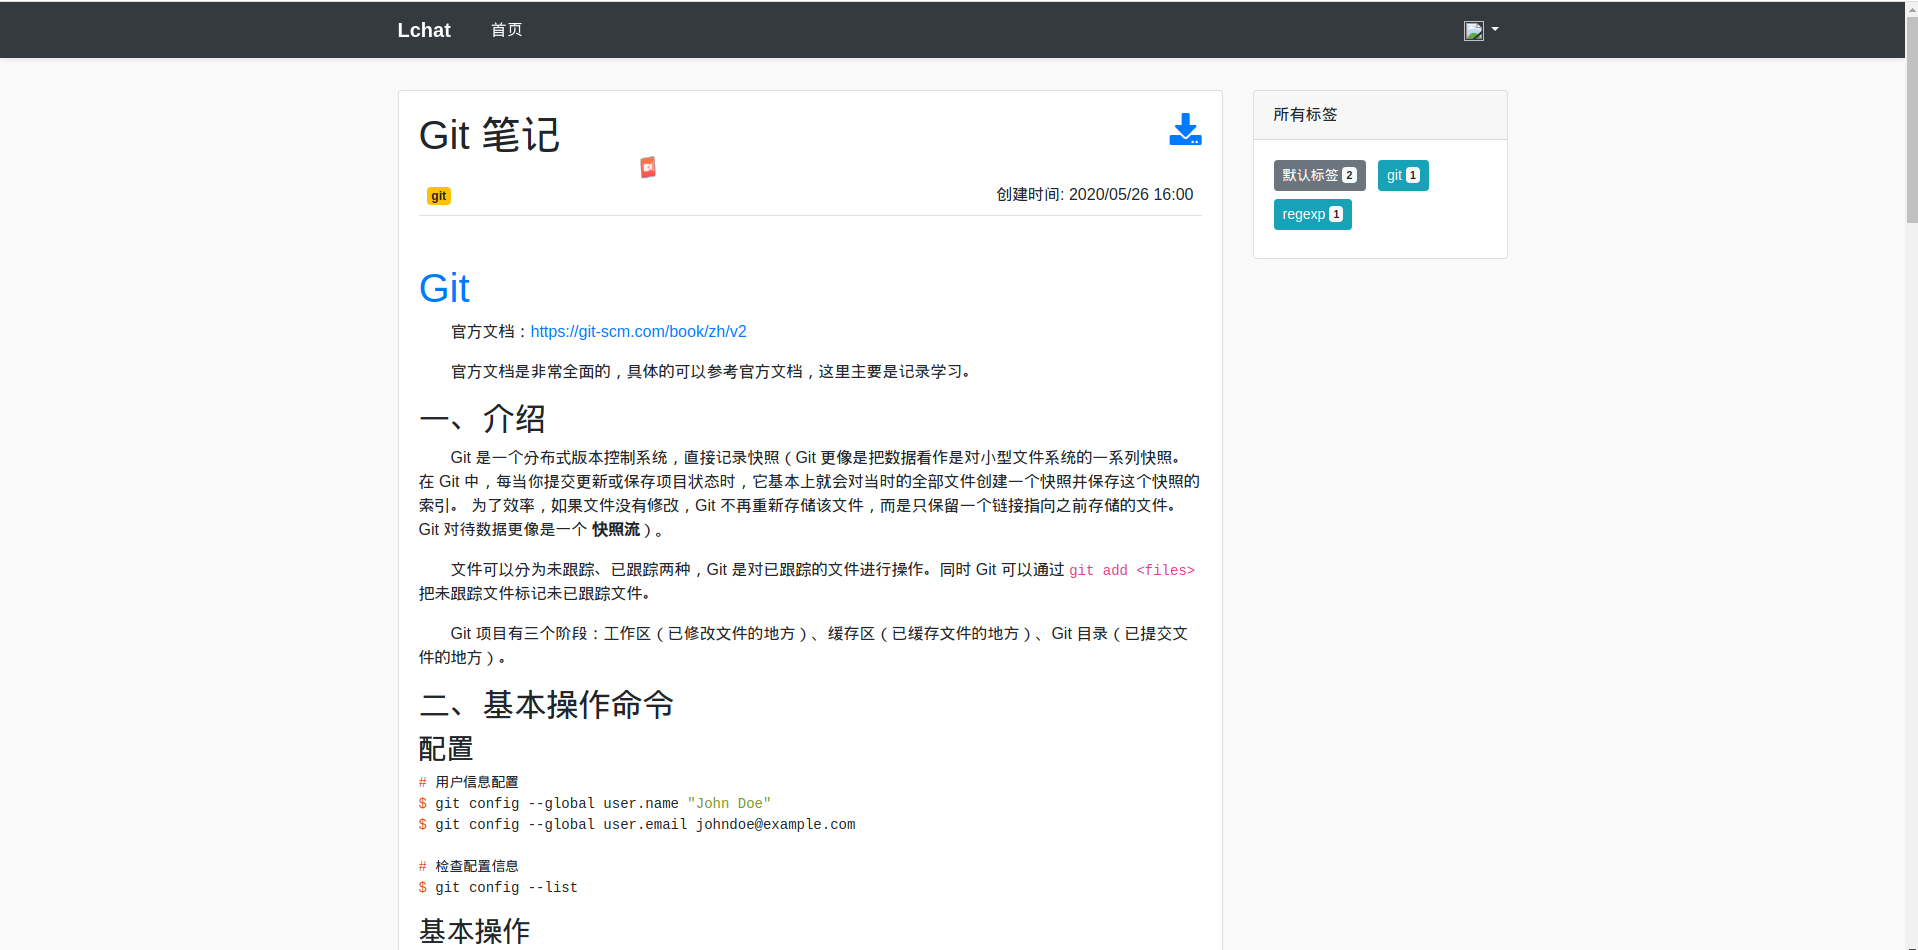 Lchat 首页
Git 笔记
git 创建时间: 2020/05/26 16:00
Git
官方文档：https://git-scm.com/book/zh/v2
官方文档是非常全面的，具体的可以参考官方文档，这里主要是记录学习。
一、介绍
Git 是一个分布式版本控制系统，直接记录快照（Git 更像是把数据看作是对小型文件系统的一系列快照。
在 Git 中，每当你提交更新或保存项目状态时，它基本上就会对当时的全部文件创建一个快照并保存这个快照的
索引。 为了效率，如果文件没有修改，Git 不再重新存储该文件，而是只保留一个链接指向之前存储的文件。
Git 对待数据更像是一个 快照流）。
文件可以分为未跟踪、已跟踪两种，Git 是对已跟踪的文件进行操作。同时 Git 可以通过 git add <files>
把未跟踪文件标记未已跟踪文件。
Git 项目有三个阶段：工作区（已修改文件的地方）、缓存区（已缓存文件的地方）、Git 目录（已提交文
件的地方）。
二、基本操作命令
配置
# 用户信息配置
$ git config --global user.name "John Doe"
$ git config --global user.email johndoe@example.com
# 检查配置信息
$ git config --list
基本操作
所有标签
默认标签 2 git 1
regexp 1